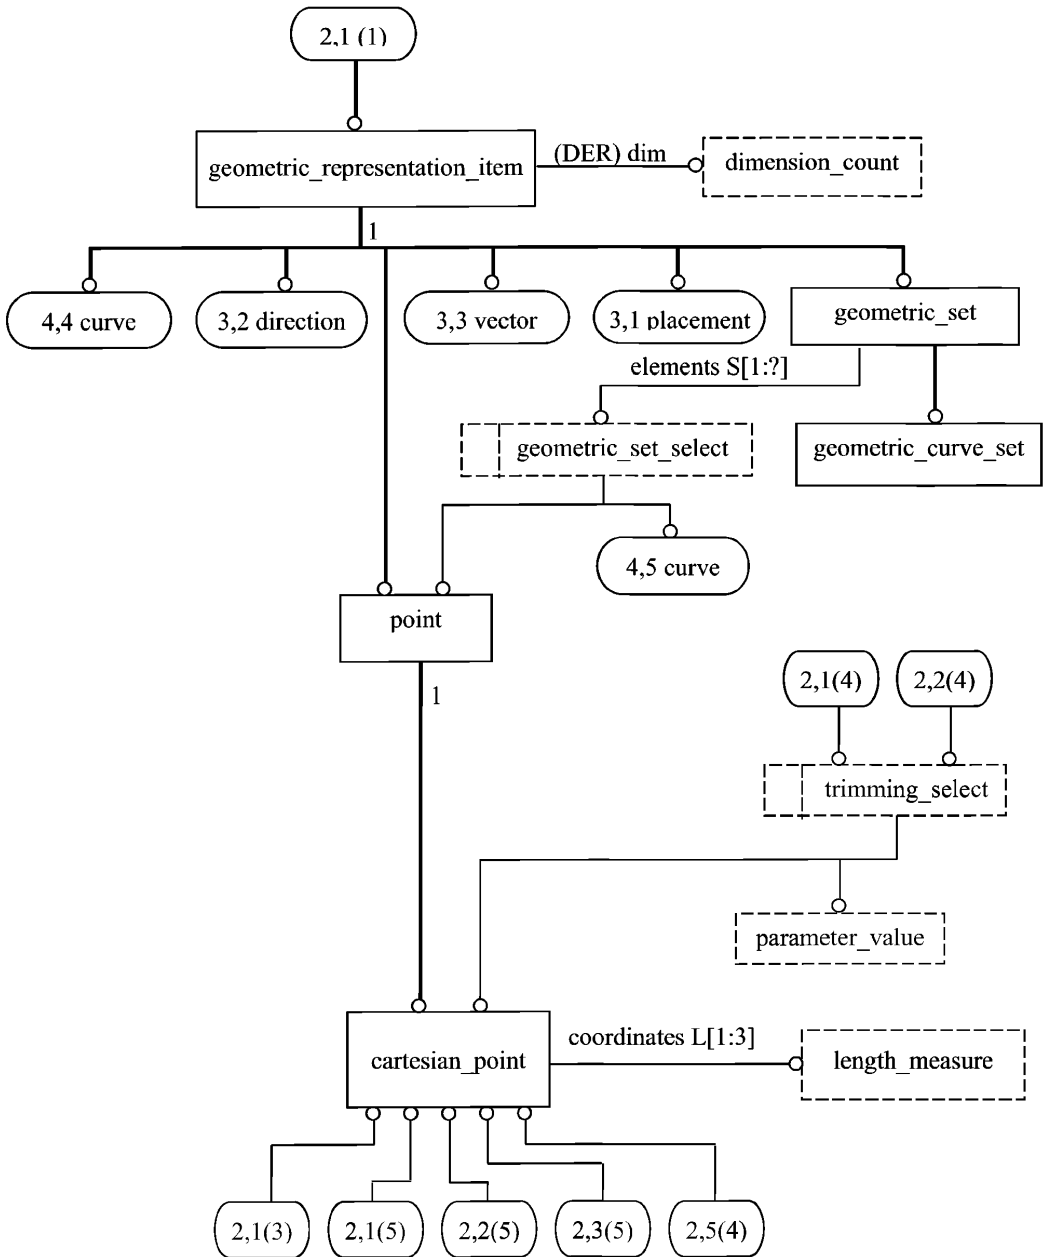 2,1 (1)
geometric_representation_item
(DER) dim
dimension_count
1
4,4 curve
3,2 direction
3,3 vector
3,1 placement
geometric_set
elements S[1:?]
geometric_set_select
geometric_curve_set
4,5 curve
point
1
2,1(4)
2,2(4)
trimming_select
parameter_value
coordinates L[1:3]
cartesian_point
length_measure
2,1(3)
2,1(5)
2,2(5)
2,3(5)
2,5(4)